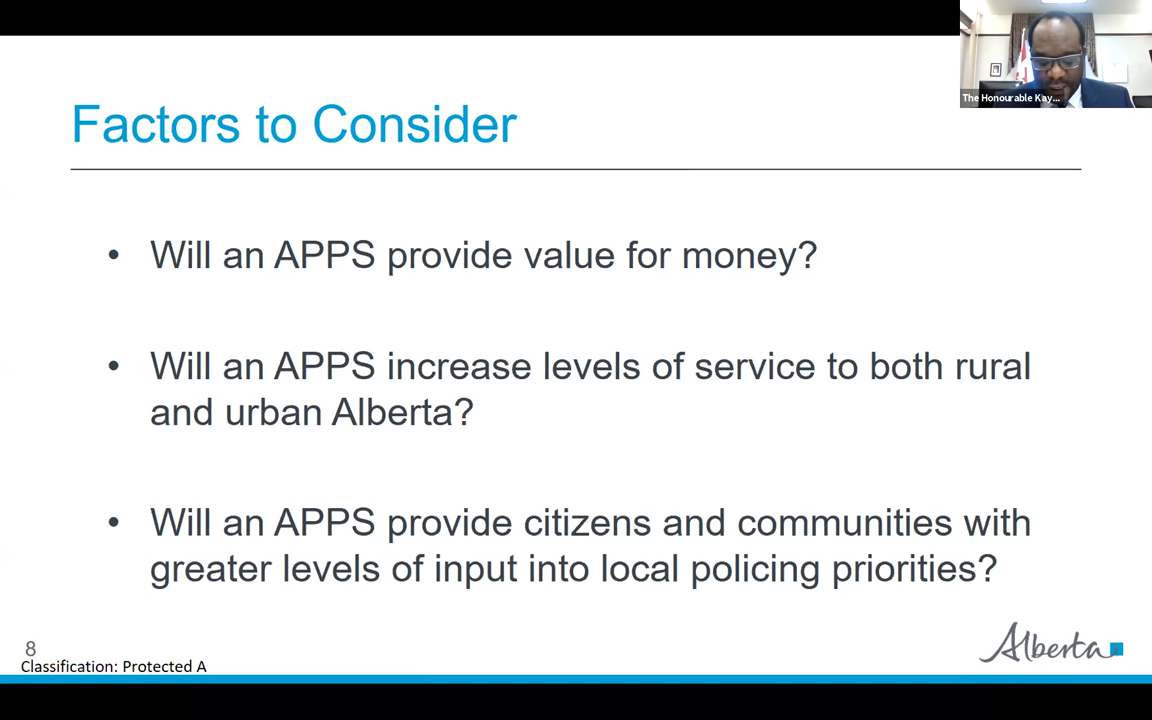 The Honourable Kay...
Factors to Consider
• Will an APPS provide value for money?
• Will an APPS increase levels of service to both rural
and urban Alberta?
• Will an APPS provide citizens and communities with
greater levels of input into local policing priorities?
8
Classification: Protected A
Alberta